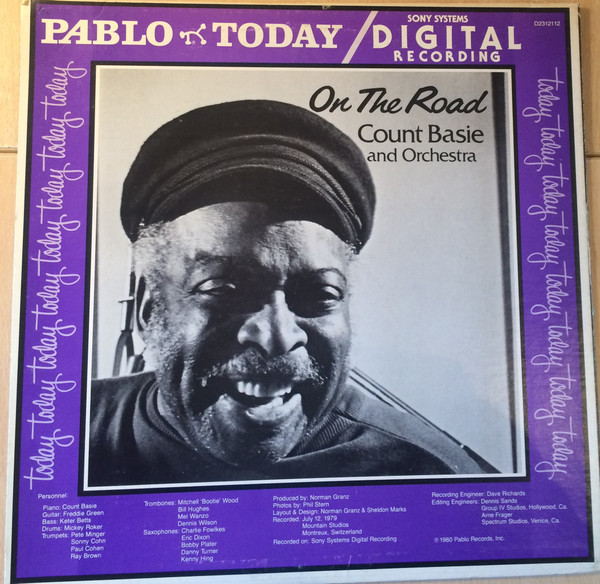 PABLO TODAY / SONY SYSTEMS DIGITAL RECORDING
D2312112
On The Road
Count Basie
and Orchestra
today today today today today today today today
today today today today today today today today
Personnel:
Piano: Count Basie
Guitar: Freddie Green
Bass: Keter Betts
Drums: Mickey Roker
Trumpets: Pete Minger
Sonny Cohn
Paul Cohen
Ray Brown
Trombones: Mitchell 'Bootie' Wood
Bill Hughes
Mel Wanzo
Dennis Wilson
Saxophones: Charlie Fowlkes
Eric Dixon
Bobby Plater
Danny Turner
Kenny Hing
Produced by: Norman Granz
Photos by: Phil Stern
Layout & Design: Norman Granz & Sheldon Marks
Recorded: July 12, 1979
Mountain Studios
Montreux, Switzerland
Recorded on: Sony Systems Digital Recording
Recording Engineer: Dave Richards
Editing Engineers: Dennis Sands
Group IV Studios, Hollywood, Ca.
Arne Frager
Spectrum Studios, Venice, Ca.
℗ 1980 Pablo Records, Inc.